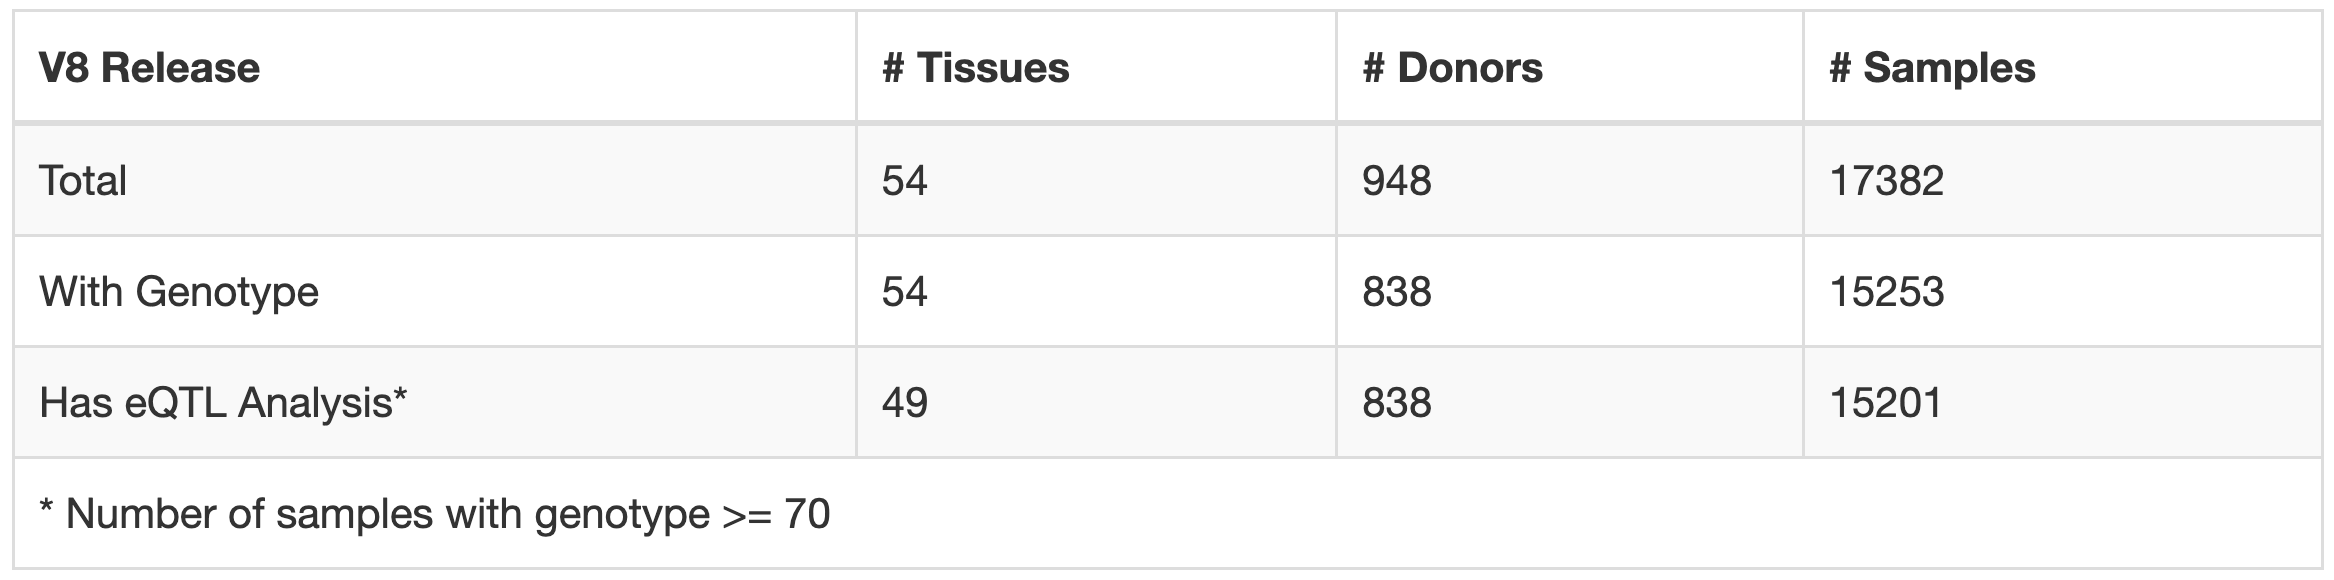 V8 Release # Tissues # Donors # Samples
Total 54 948 17382
With Genotype 54 838 15253
Has eQTL Analysis* 49 838 15201
* Number of samples with genotype >= 70